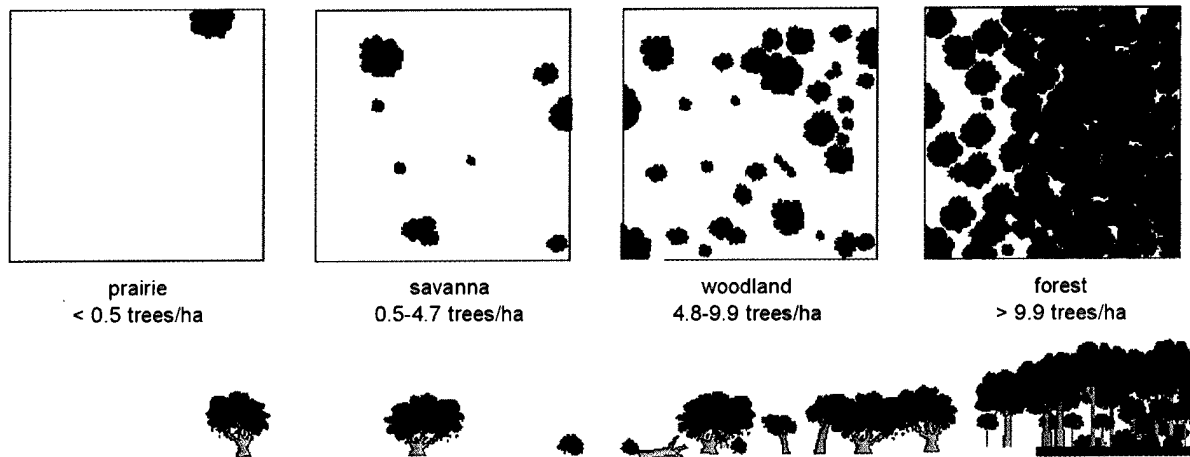 prairie
< 0.5 trees/ha
savanna
0.5-4.7 trees/ha
woodland
4.8-9.9 trees/ha
forest
> 9.9 trees/ha